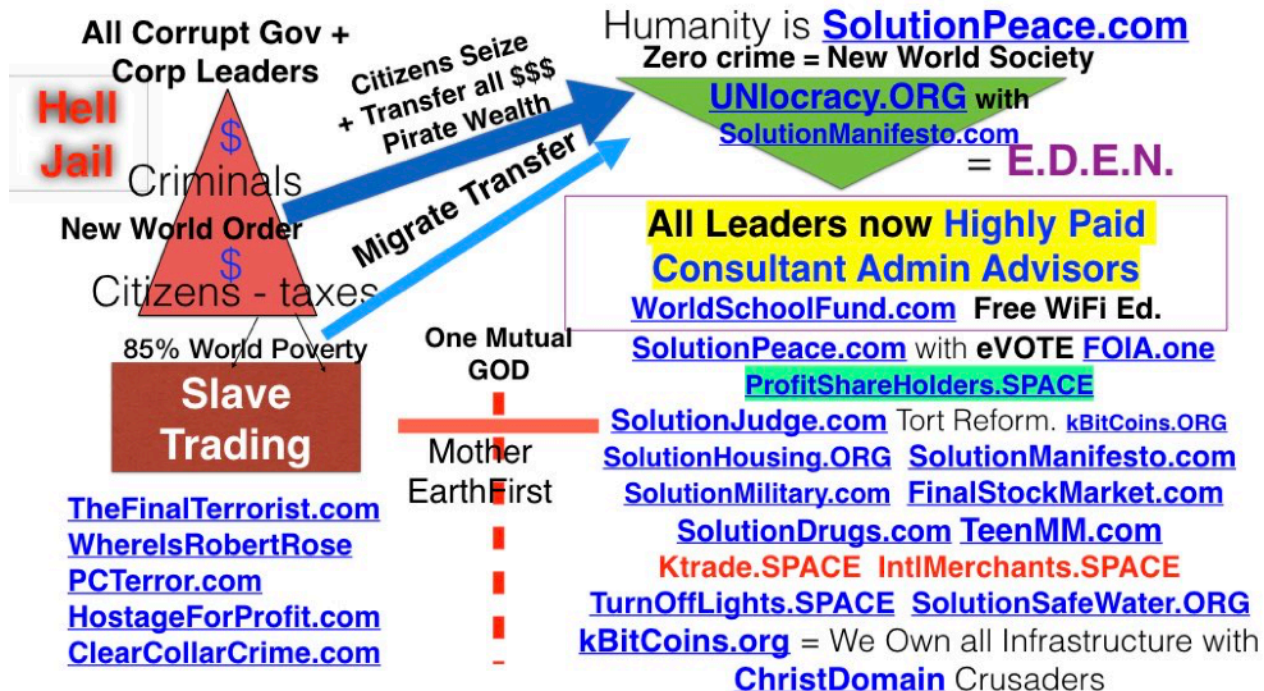 All Corrupt Gov +
Corp Leaders
Hell
Jail
$
Criminals
New World Order
$
Citizens - taxes
85% World Poverty
Slave
Trading
TheFinalTerrorist.com
WhereIsRobertRose
PCTerror.com
HostageForProfit.com
ClearCollarCrime.com
Citizens Seize
+ Transfer all $$$
Pirate Wealth
Migrate Transfer
One Mutual
GOD
Mother
EarthFirst
Humanity is SolutionPeace.com
Zero crime = New World Society
UNIocracy.ORG with
SolutionManifesto.com
= E.D.E.N.
All Leaders now Highly Paid
Consultant Admin Advisors
WorldSchoolFund.com Free WiFi Ed.
SolutionPeace.com with eVOTE FOIA.one
ProfitShareHolders.SPACE
SolutionJudge.com Tort Reform. kBitCoins.ORG
SolutionHousing.ORG SolutionManifesto.com
SolutionMilitary.com FinalStockMarket.com
SolutionDrugs.com TeenMM.com
Ktrade.SPACE IntlMerchants.SPACE
TurnOffLights.SPACE SolutionSafeWater.ORG
kBitCoins.org = We Own all Infrastructure with
ChristDomain Crusaders